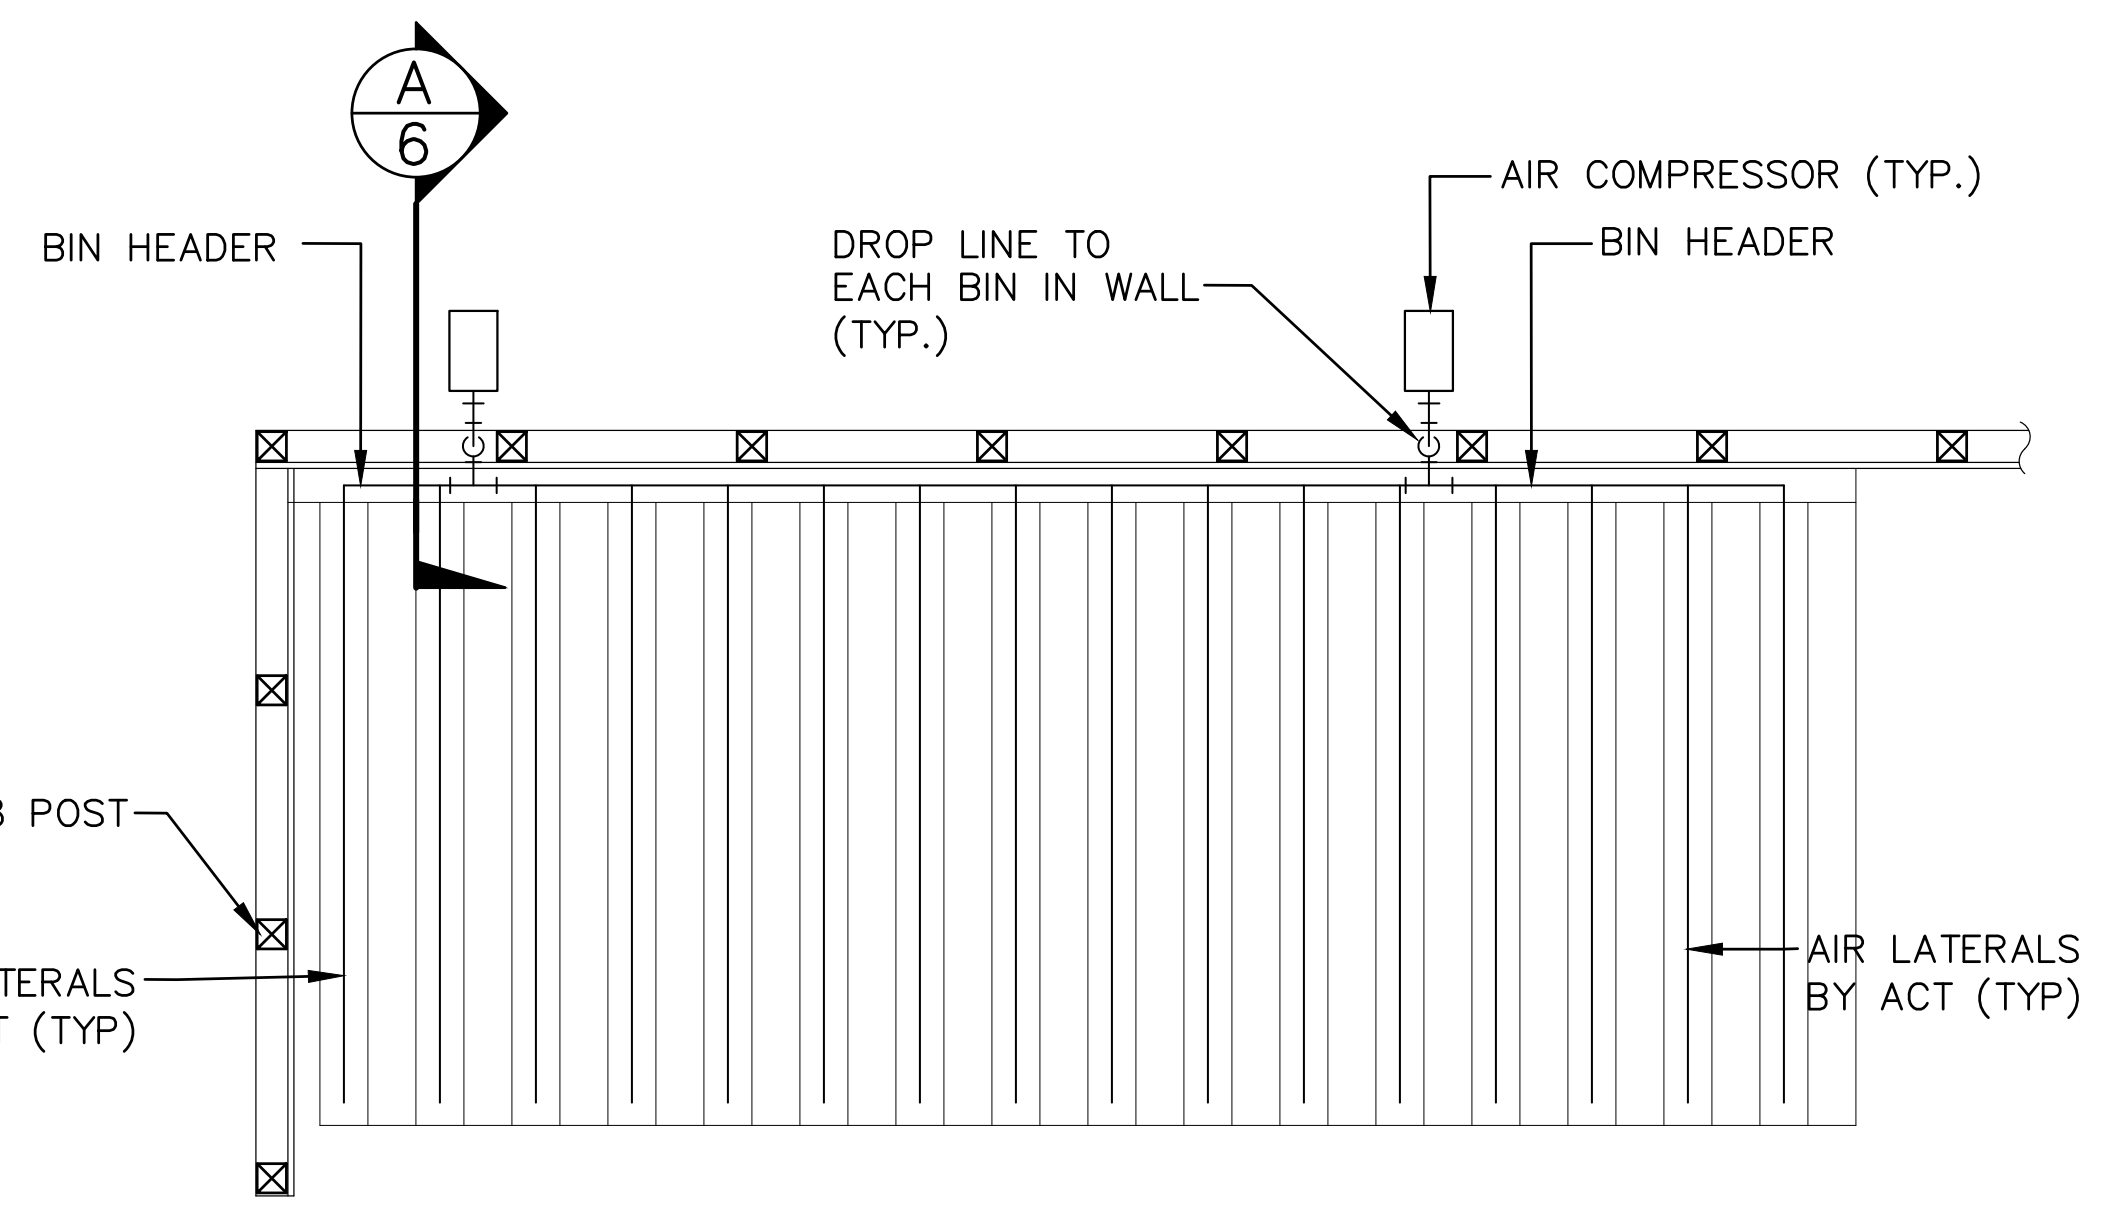 A
6
BIN HEADER
DROP LINE TO
EACH BIN IN WALL
(TYP.)
AIR COMPRESSOR (TYP.)
BIN HEADER
POST
AIR LATERALS
BY ACT (TYP)
(TYP)